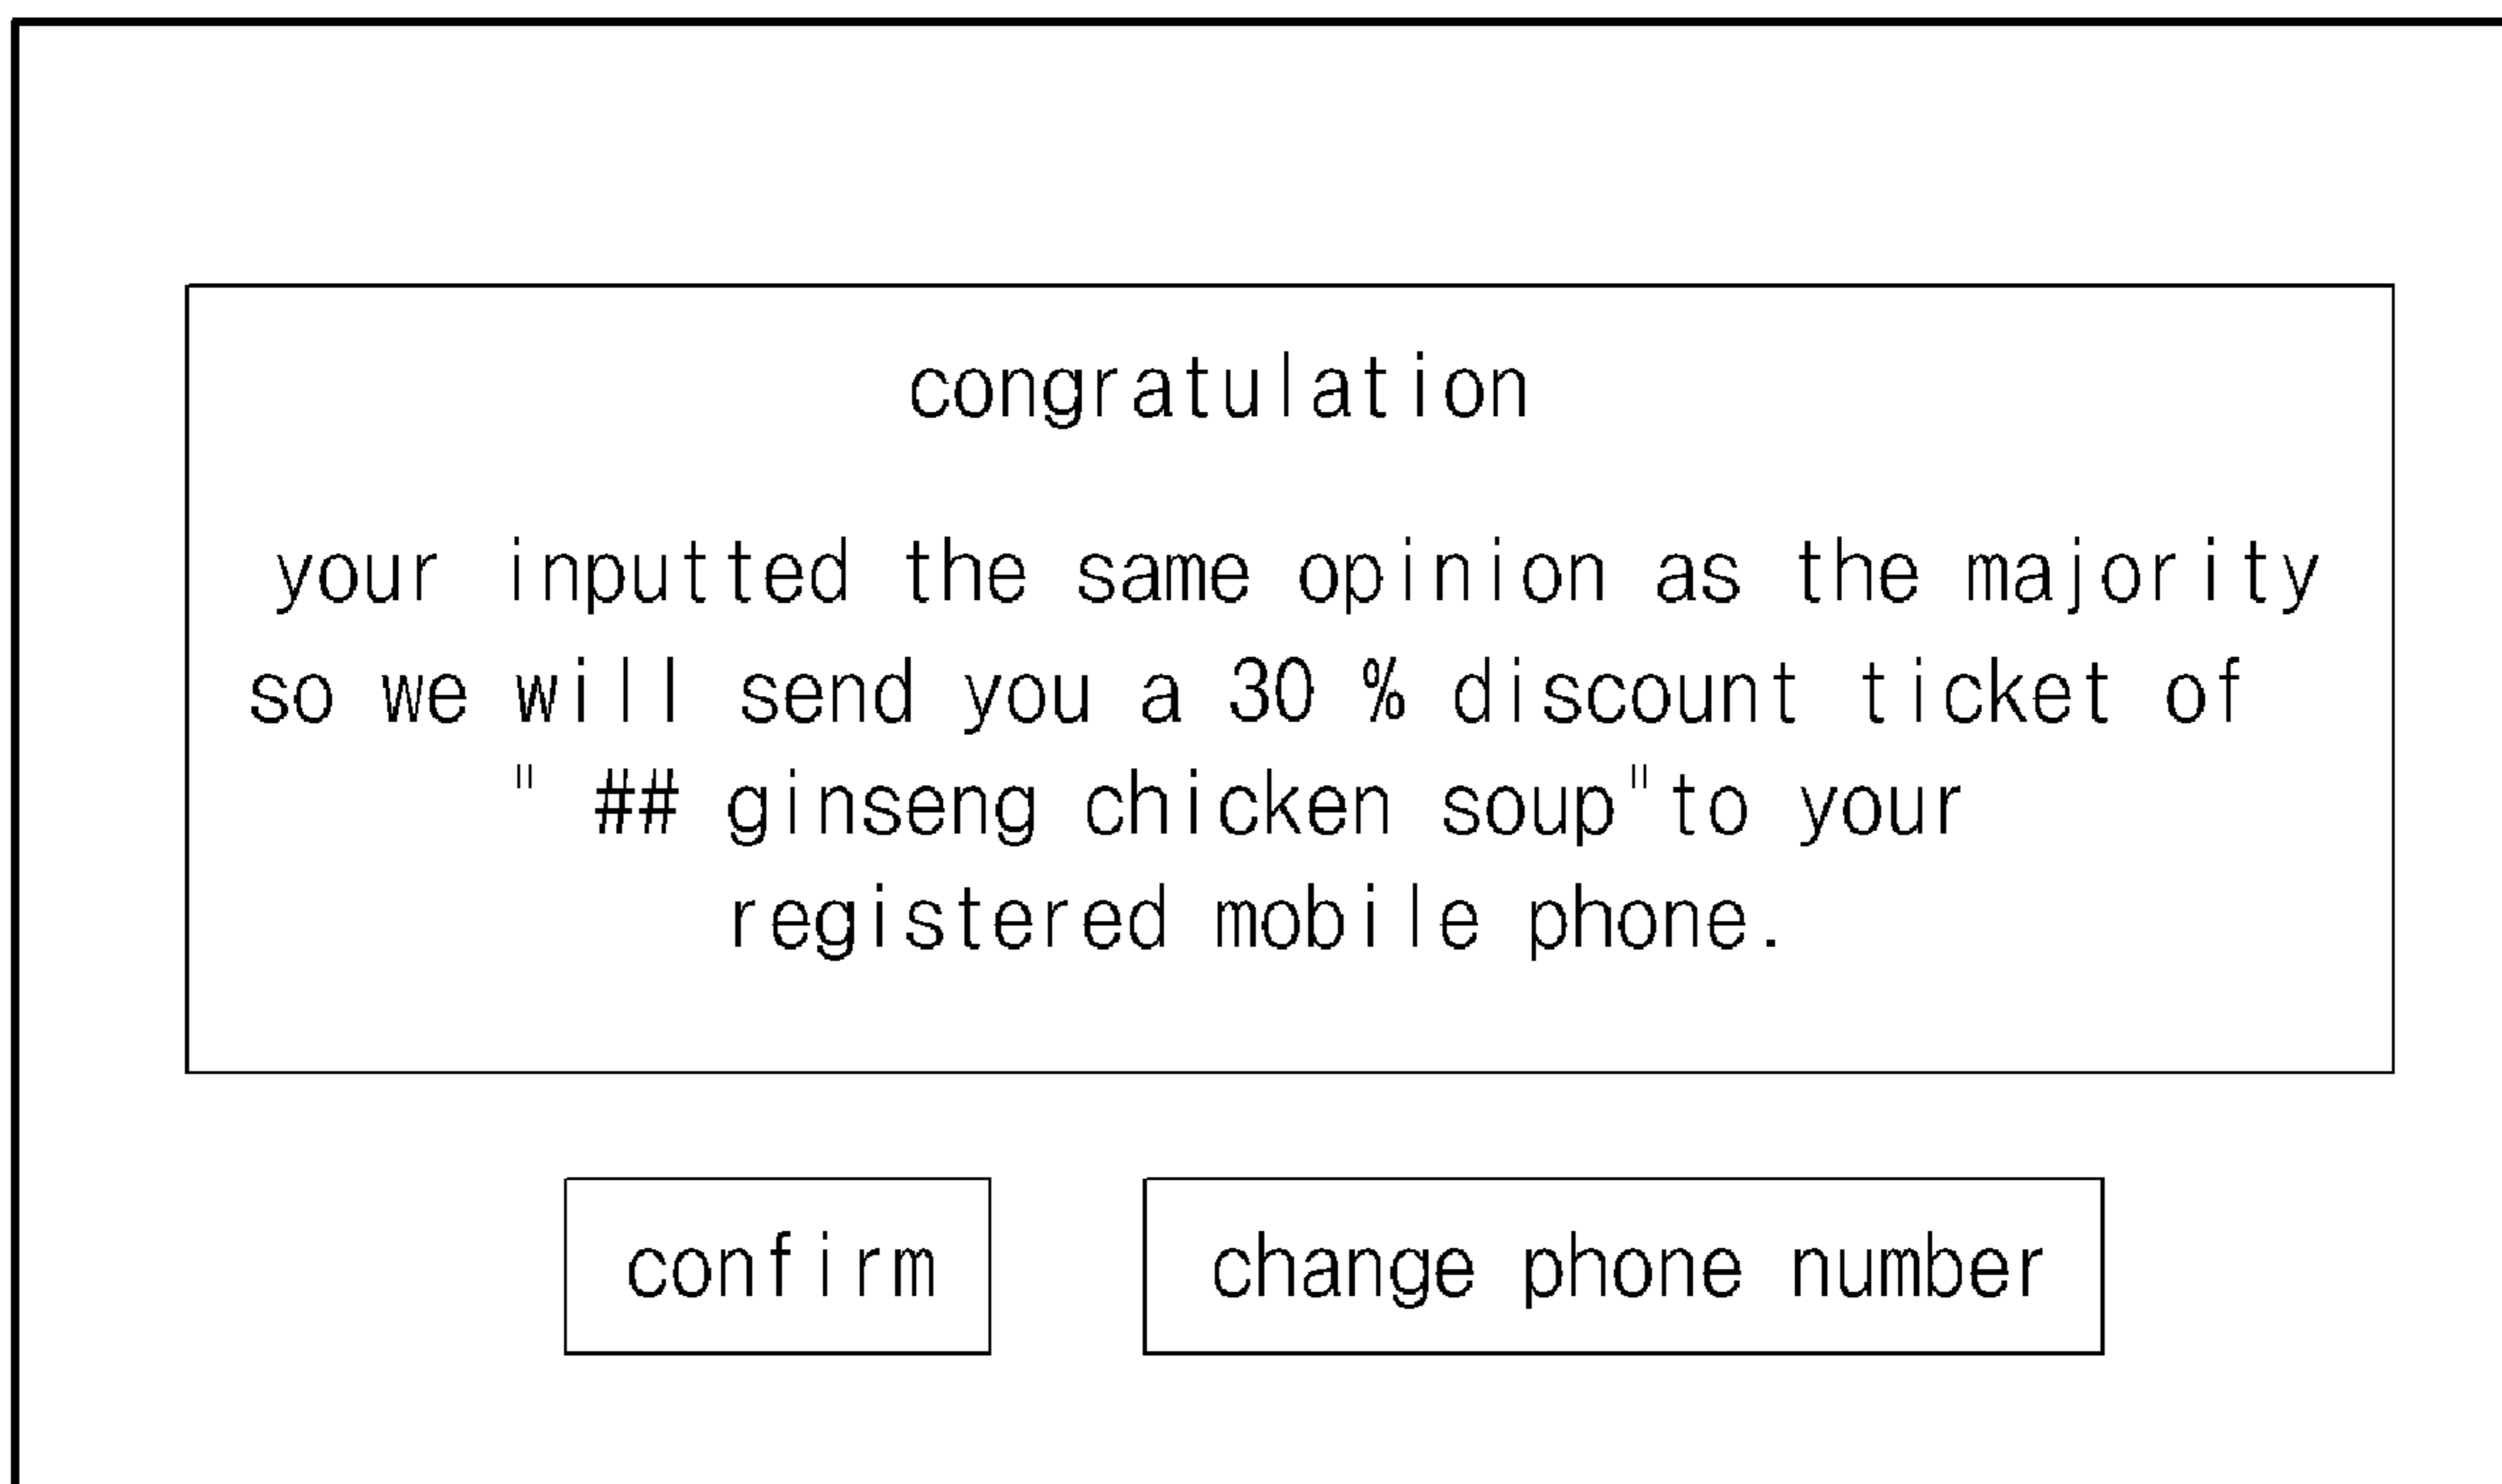 congratulation
your inputted the same opinion as the majority
so we will send you a 30 % discount ticket of
" ## ginseng chicken soup"to your
registered mobile phone.
confirm
change phone number